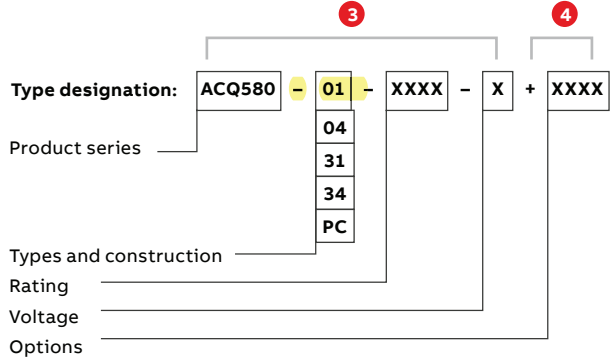 3 4
Type designation: ACQ580 – 01 – XXXX – X + XXXX
04
Product series
31
34
PC
Types and construction
Rating
Voltage
Options